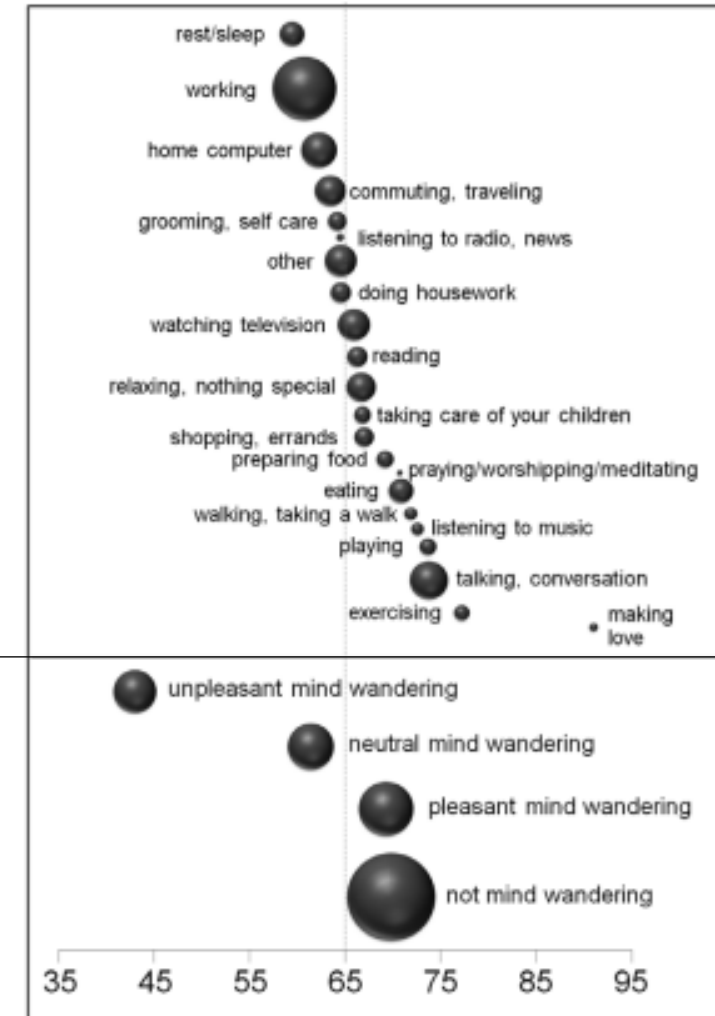 rest/sleep
working
home computer
commuting, traveling
grooming, self care
listening to radio, news
other
doing housework
watching television
reading
relaxing, nothing special
taking care of your children
shopping, errands
preparing food
praying/worshipping/meditating
eating
walking, taking a walk
listening to music
playing
talking, conversation
exercising
making
love
unpleasant mind wandering
neutral mind wandering
pleasant mind wandering
not mind wandering
35 45 55 65 75 85 95